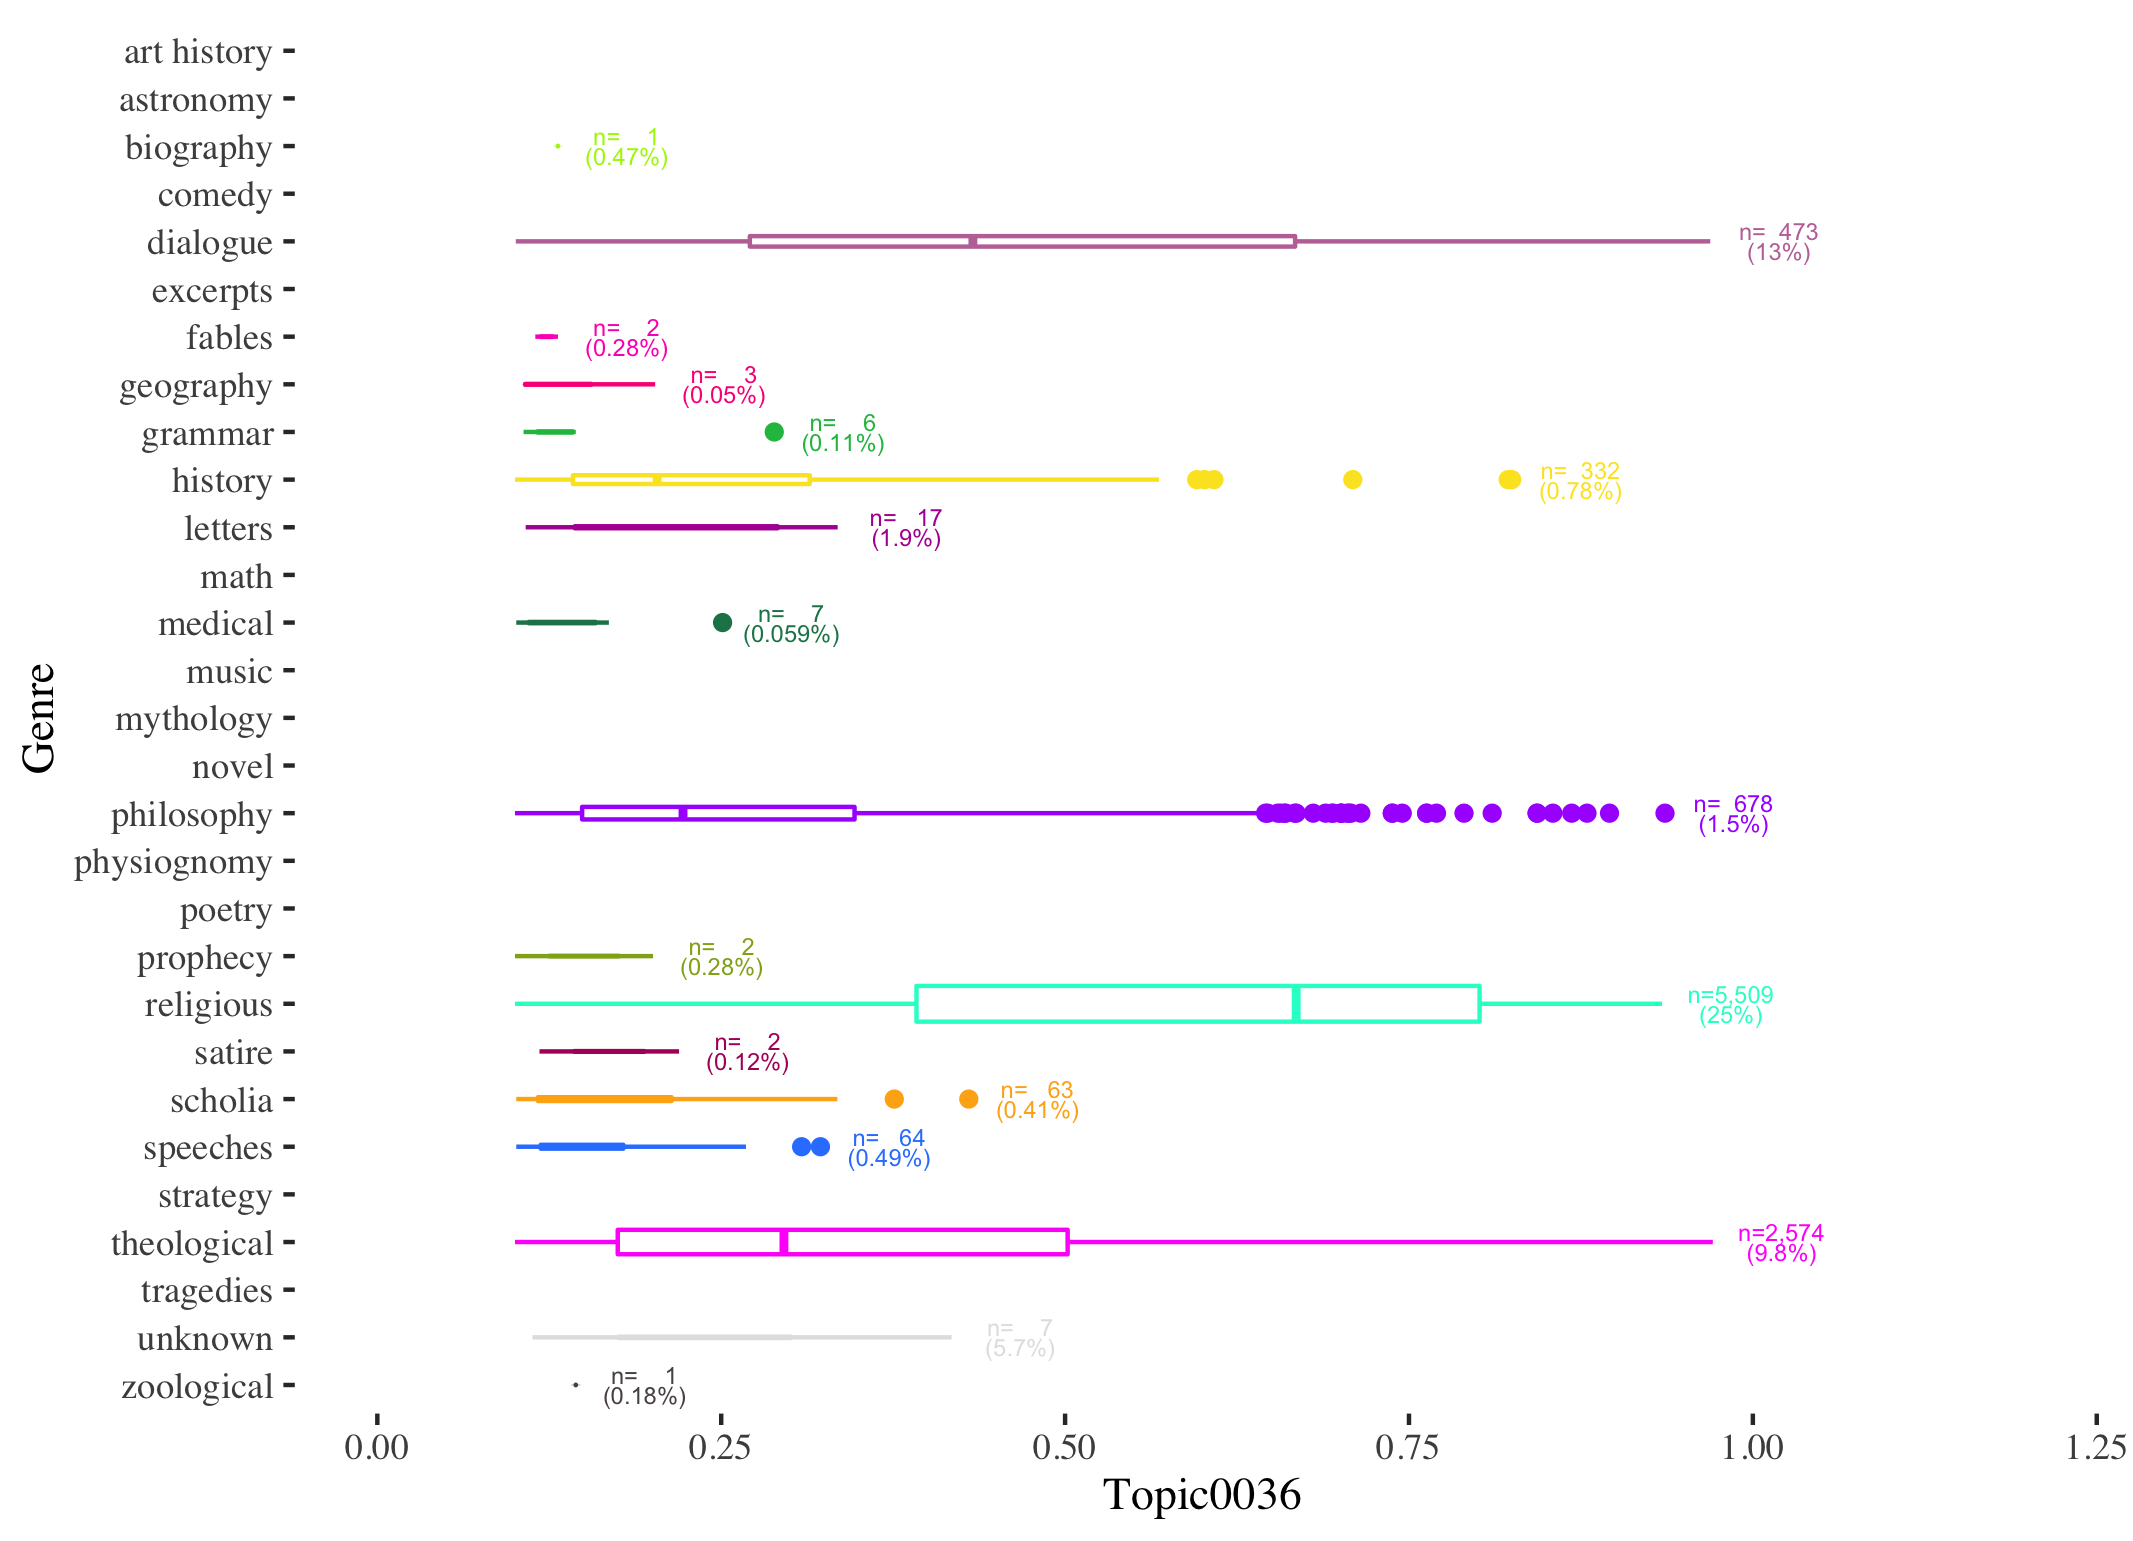 art history
astronomy
biography
n= 1
(0.47%)
comedy
dialogue
n= 473
(13%)
excerpts
fables
n= 2
(0.28%)
geography
n= 3
(0.05%)
grammar
n= 6
(0.11%)
history
n= 332
(0.78%)
letters
n= 17
(1.9%)
math
medical
n= 7
(0.059%)
music
mythology
novel
philosophy
n= 678
(1.5%)
physiognomy
poetry
prophecy
n= 2
(0.28%)
religious
n=5,509
(25%)
satire
n= 2
(0.12%)
scholia
n= 63
(0.41%)
speeches
n= 64
(0.49%)
strategy
theological
n=2,574
(9.8%)
tragedies
unknown
n= 7
(5.7%)
zoological
n= 1
(0.18%)
Genre
0.00 0.25 0.50 0.75 1.00 1.25
Topic0036